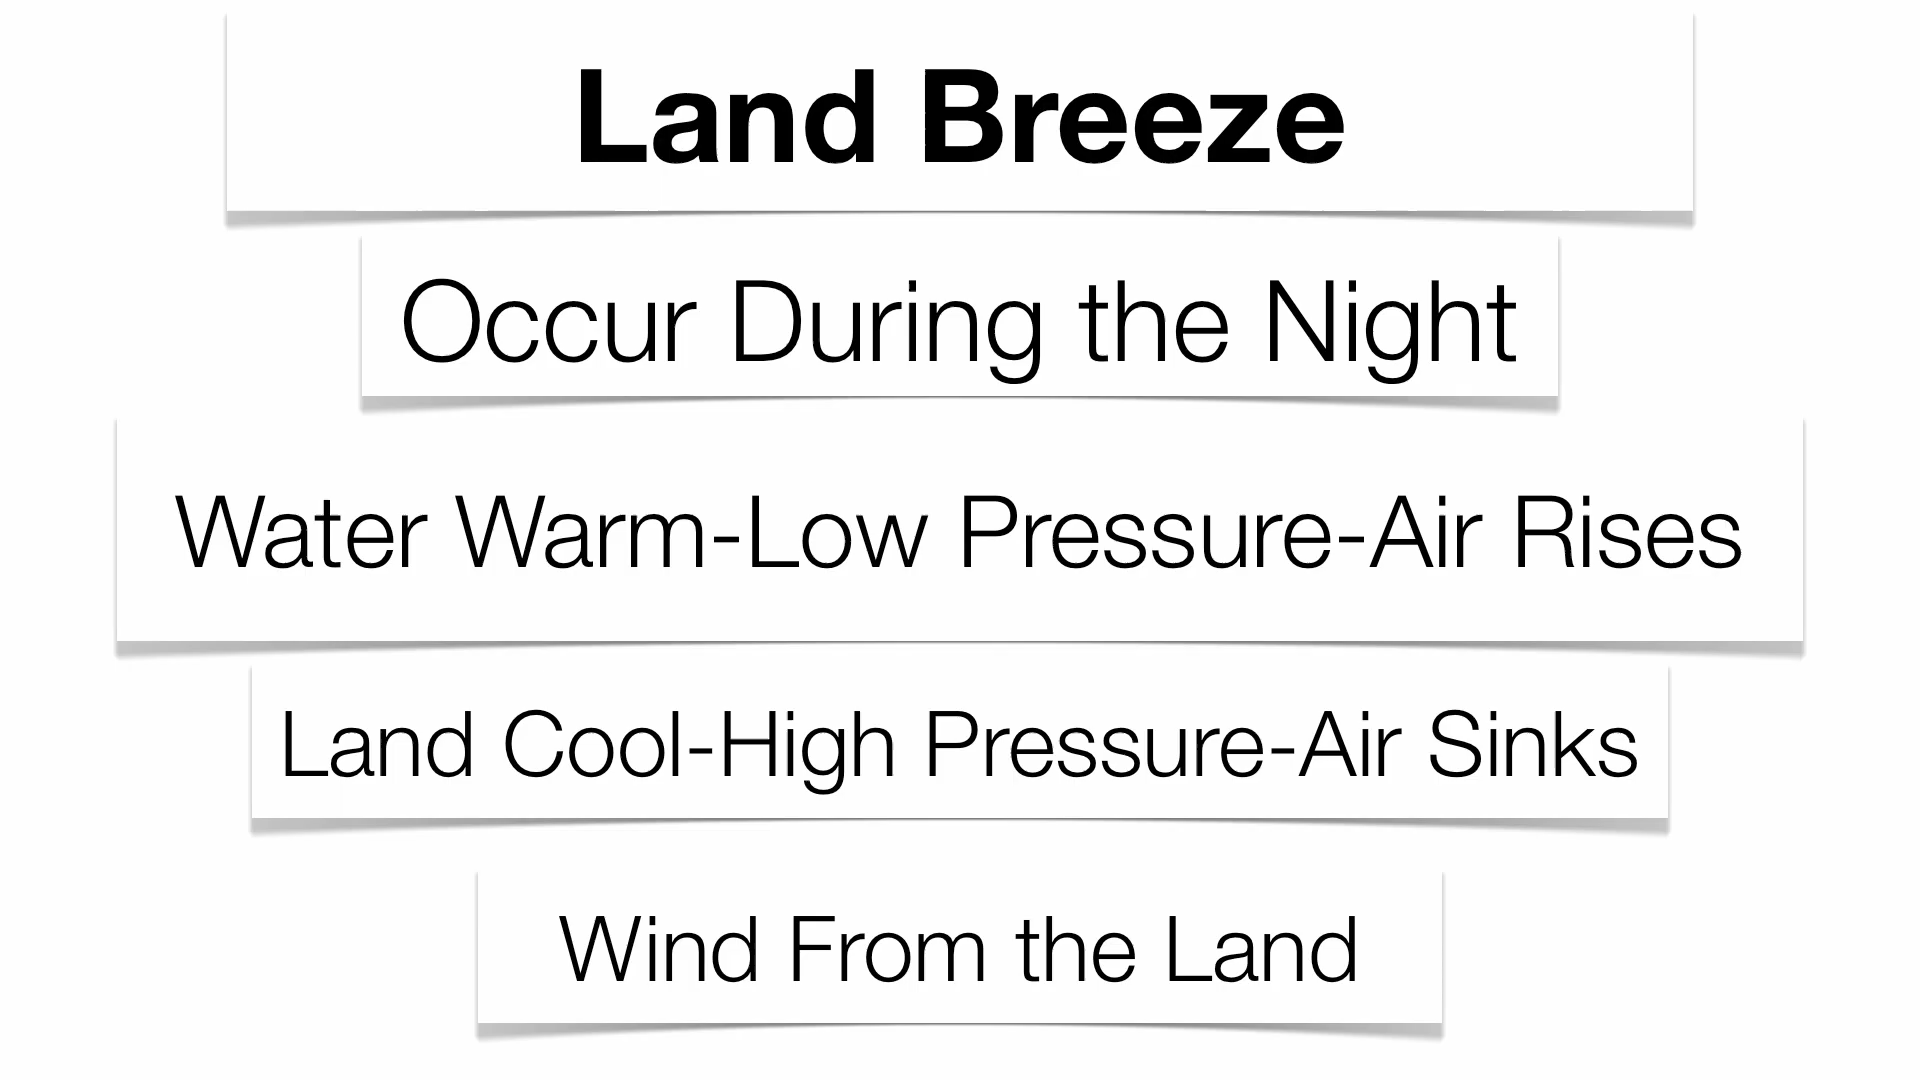 Land Breeze
Occur During the Night
Water Warm-Low Pressure-Air Rises
Land Cool-High Pressure-Air Sinks
Wind From the Land